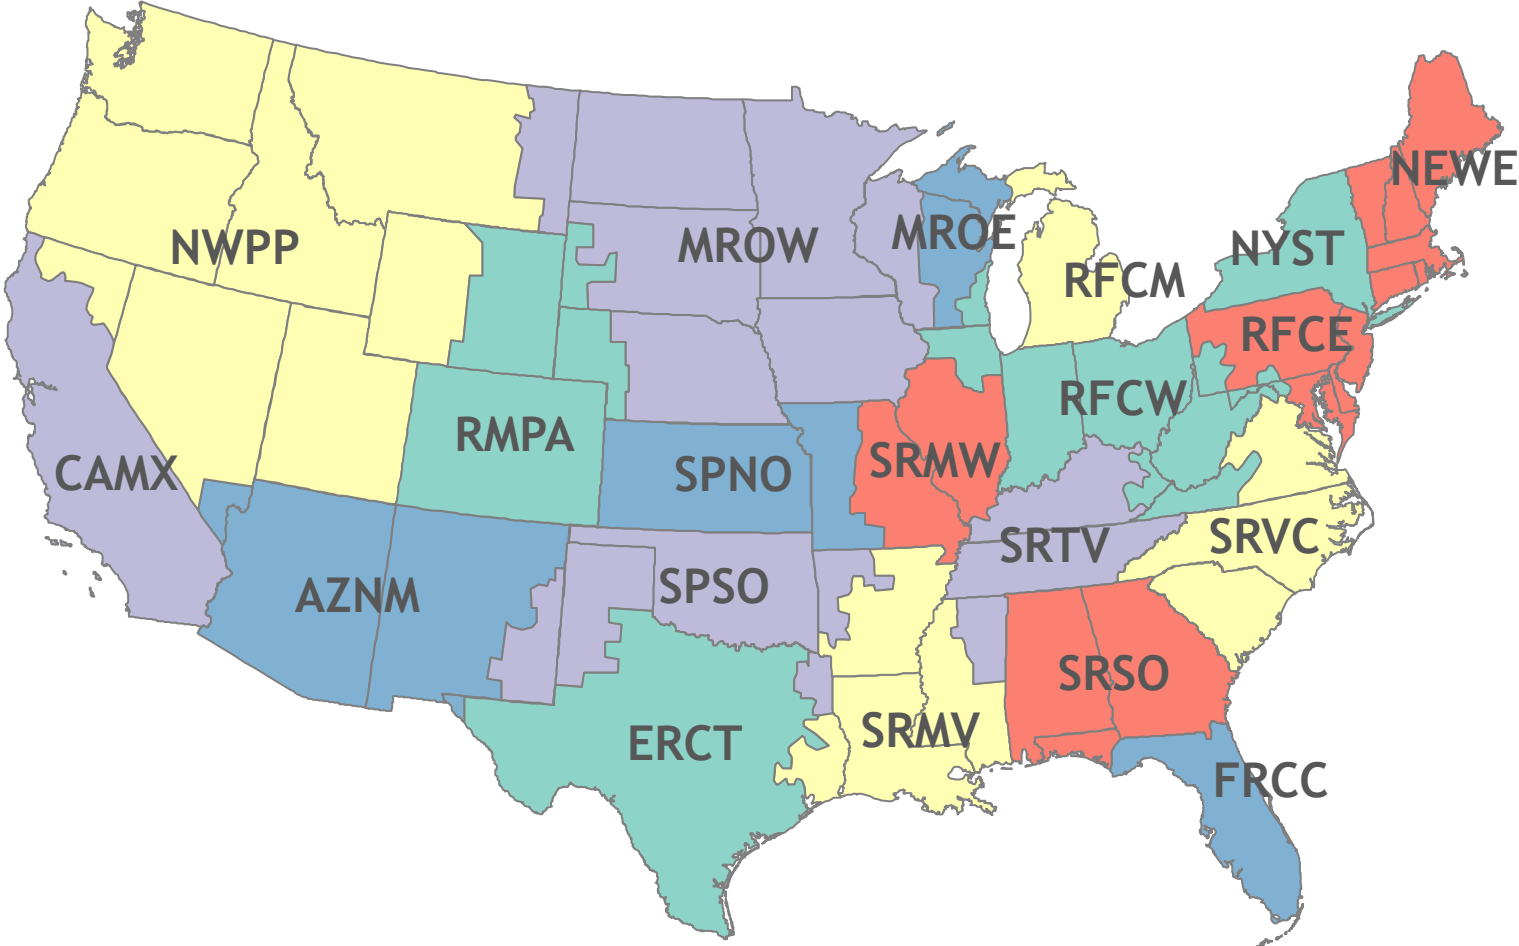 NEWE
NWPP
MROW
MROE
NYST
RFCM
RFCE
RFCW
RMPA
CAMX
SPNO
SRMW
SRTV
SRVC
AZNM
SPSO
SRSO
ERCT
SRMV
FRCC